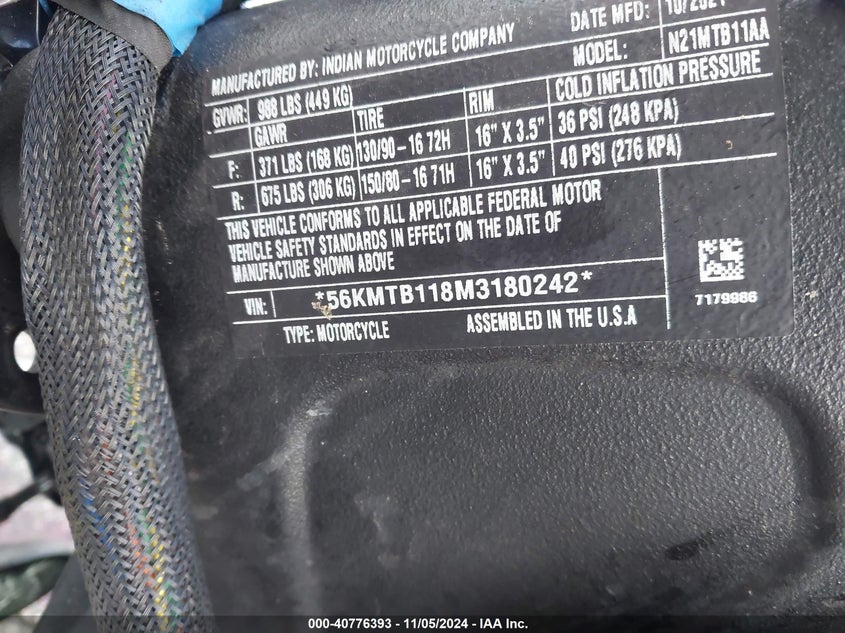 MANUFACTURED BY: INDIAN MOTORCYCLE COMPANY DATE MFD: 10/2021
MODEL: N21MTB11AA
GVWR: 988 LBS (449 KG)
GAWR TIRE RIM COLD INFLATION PRESSURE
F: 371 LBS (168 KG) 130/90-16 72H 16" X 3.5" 36 PSI (248 KPA)
R: 675 LBS (306 KG) 150/80-16 71H 16" X 3.5" 40 PSI (276 KPA)
THIS VEHICLE CONFORMS TO ALL APPLICABLE FEDERAL MOTOR
VEHICLE SAFETY STANDARDS IN EFFECT ON THE DATE OF
MANUFACTURE SHOWN ABOVE
VIN: *56KMTB118M3180242*
7179986
TYPE: MOTORCYCLE ASSEMBLED IN THE U.S.A
000-40776393 - 11/05/2024 - IAA Inc.